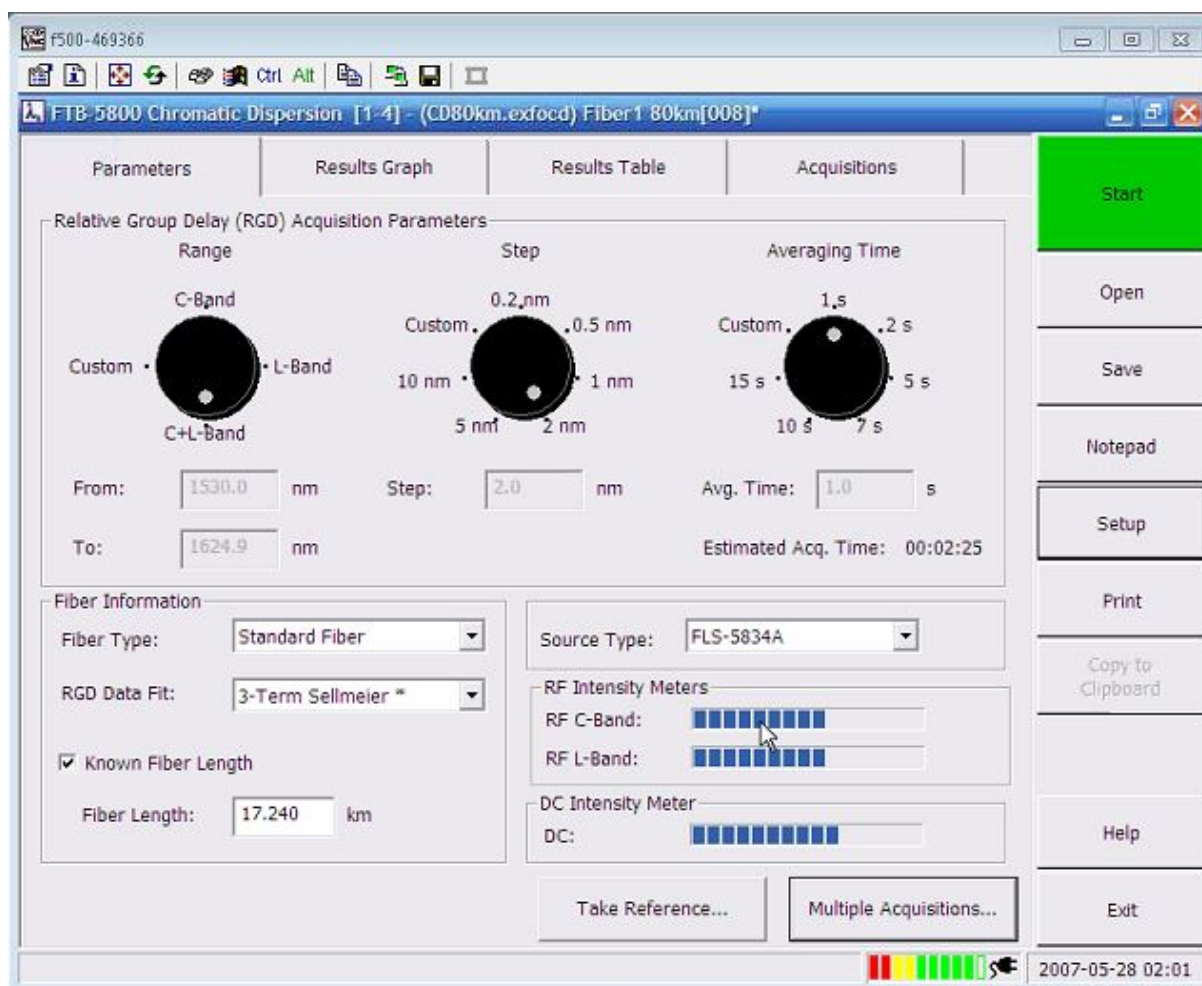 f500-469366
Ctrl Alt
FTB-5800 Chromatic Dispersion [1-4] - (CD80km.exfocd) Fiber1 80km[008]*
Parameters Results Graph Results Table Acquisitions
Start
Relative Group Delay (RGD) Acquisition Parameters
Range Step Averaging Time
C-Band 0.2 nm 1 s
Custom 0.5 nm Custom 2 s
Custom L-Band 10 nm 1 nm 15 s 5 s
C+L-Band 5 nm 2 nm 10 s 7 s
From: 1530.0 nm Step: 2.0 nm Avg. Time: 1.0 s
To: 1624.9 nm Estimated Acq. Time: 00:02:25
Open
Save
Notepad
Setup
Print
Copy to
Clipboard
Help
Exit
Fiber Information
Fiber Type: Standard Fiber
RGD Data Fit: 3-Term Sellmeier *
Known Fiber Length
Fiber Length: 17.240 km
Source Type: FLS-5834A
RF Intensity Meters
RF C-Band:
RF L-Band:
DC Intensity Meter
DC:
Take Reference... Multiple Acquisitions...
2007-05-28 02:01